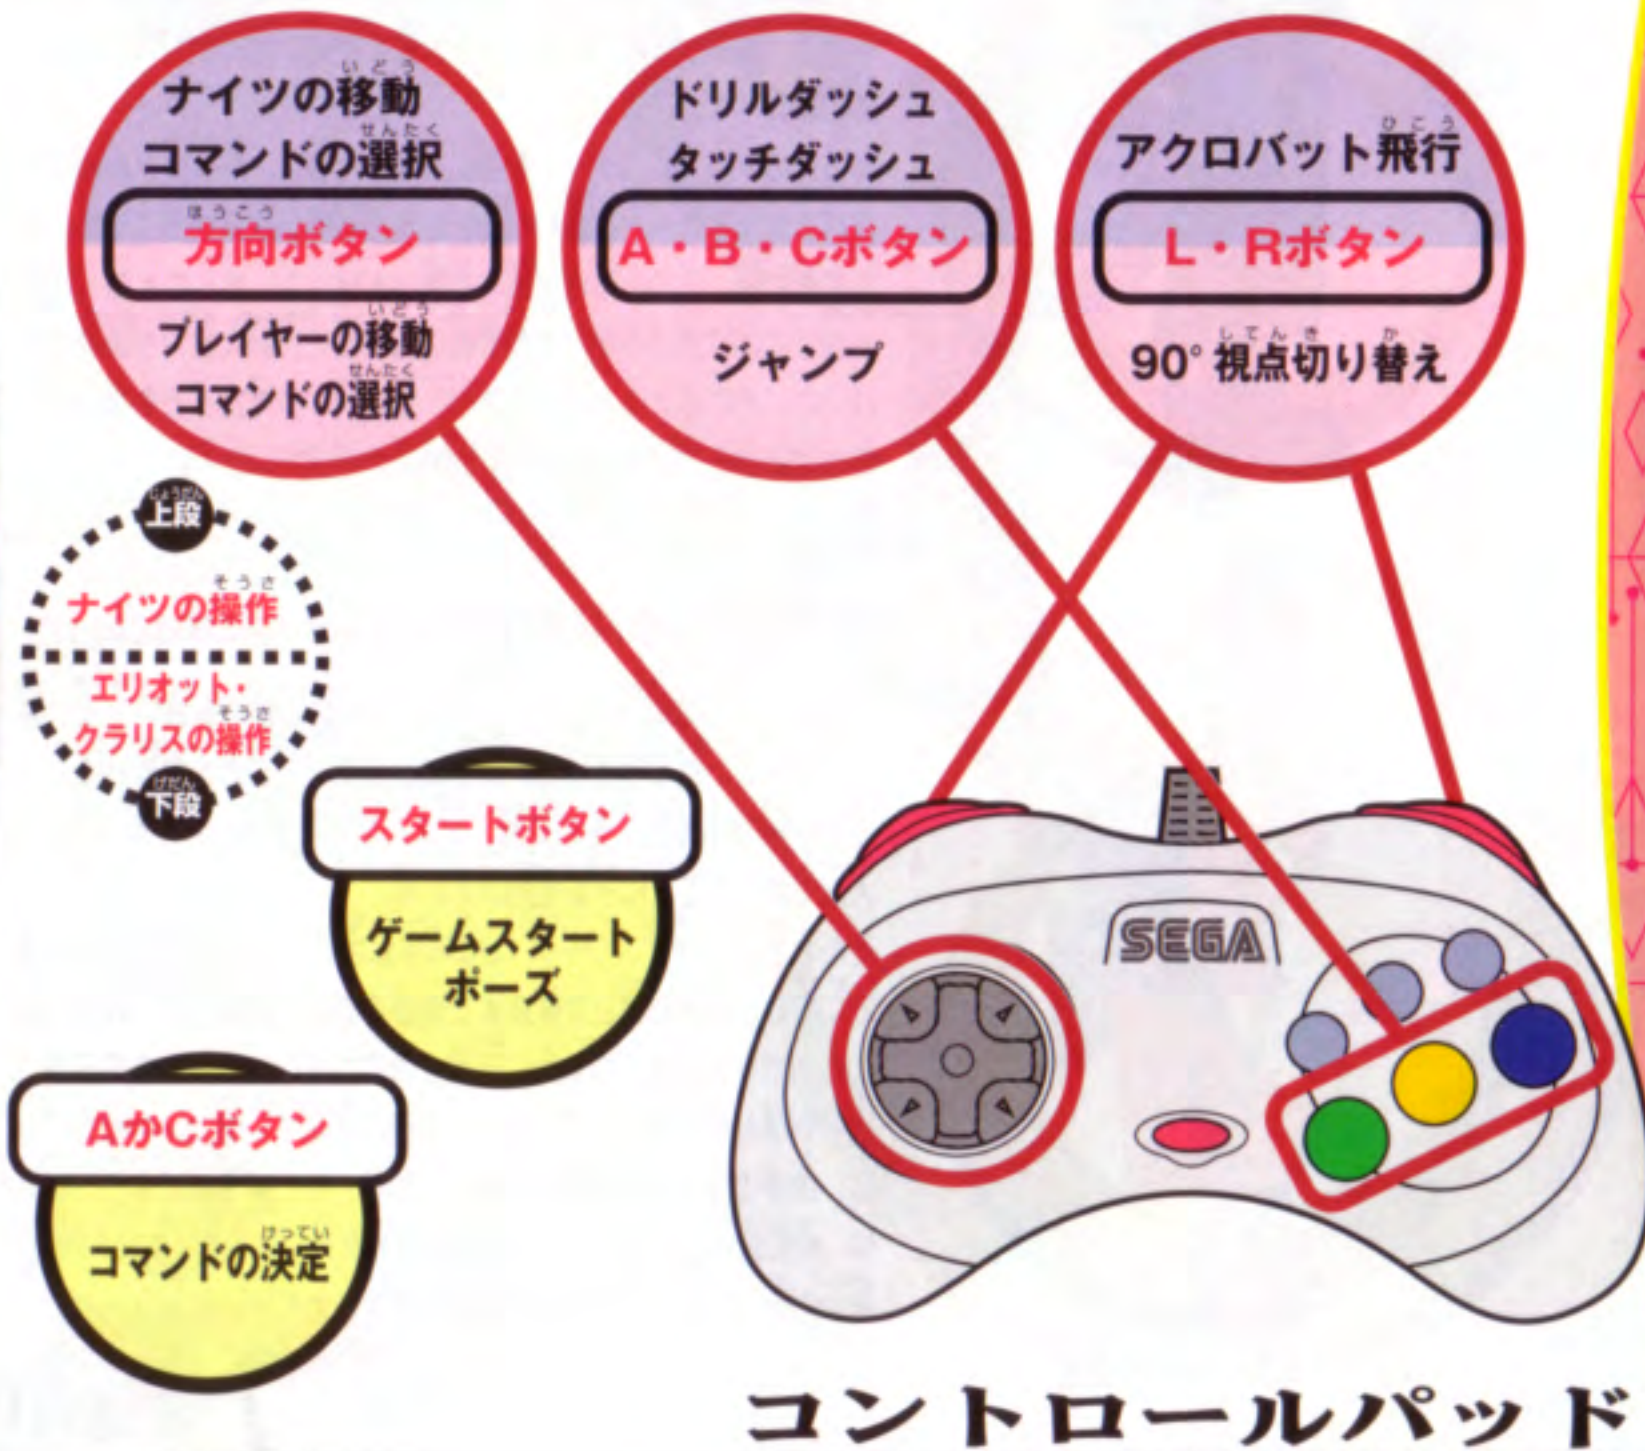 ナイツの移動
コマンドの選択
方向ボタン
プレイヤーの移動
コマンドの選択
ドリルダッシュ
タッチダッシュ
A・B・Cボタン
ジャンプ
アクロバット飛行
L・Rボタン
90°視点切り替え
上段
ナイツの操作
エリオット・
クラリスの操作
下段
スタートボタン
ゲームスタート
ポーズ
AかCボタン
コマンドの決定
SEGA
コントロールパッド